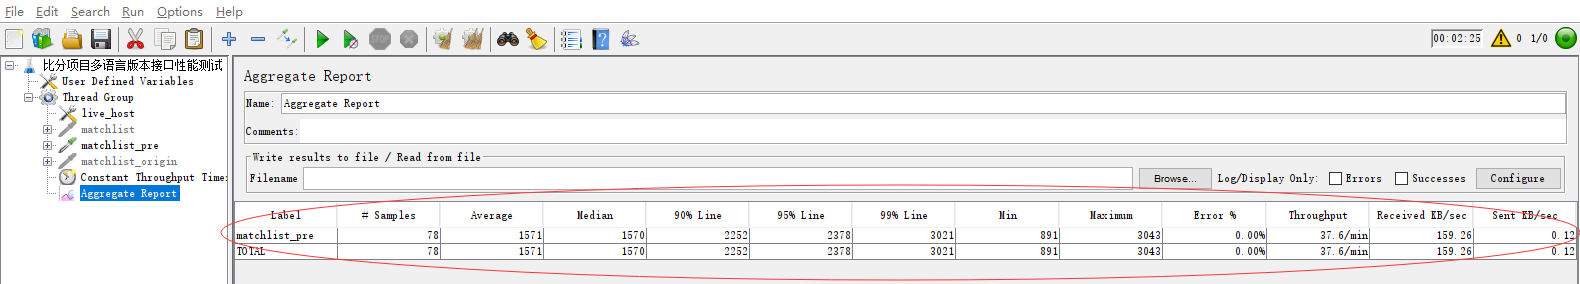 File Edit Search Run Options Help
00:02:25 0 1/0
比分项目多语言版本接口性能测试
User Defined Variables
Thread Group
live_host
matchlist
matchlist_pre
matchlist_origin
Constant Throughput Time
Aggregate Report
Aggregate Report
Name: Aggregate Report
Comments:
Write results to file / Read from file
Filename Browse... Log/Display Only: Errors Successes Configure
Label # Samples Average Median 90% Line 95% Line 99% Line Min Maximum Error % Throughput Received KB/sec Sent KB/sec
matchlist_pre 78 1571 1570 2252 2378 3021 891 3043 0.00% 37.6/min 159.26 0.12
TOTAL 78 1571 1570 2252 2378 3021 891 3043 0.00% 37.6/min 159.26 0.12